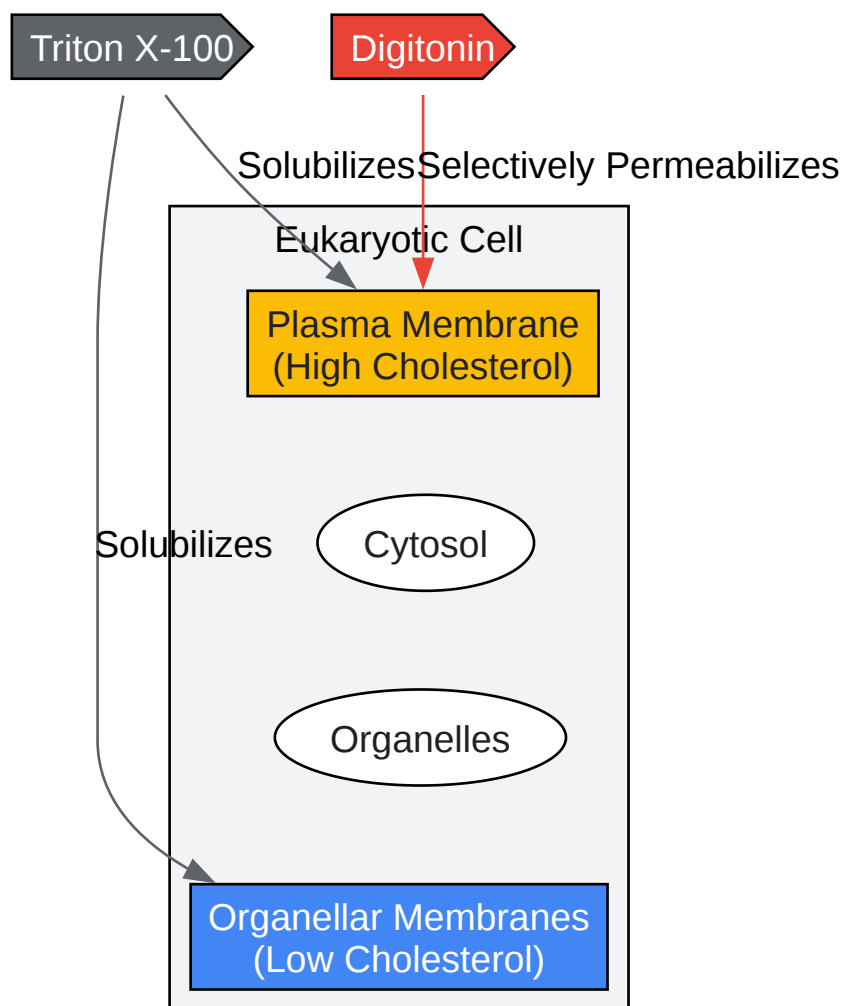 Triton X-100
Digitonin
Solubilizes
Selectively Permeabilizes
Eukaryotic Cell
Plasma Membrane
(High Cholesterol)
Solubilizes
Cytosol
Organelles
Organellar Membranes
(Low Cholesterol)